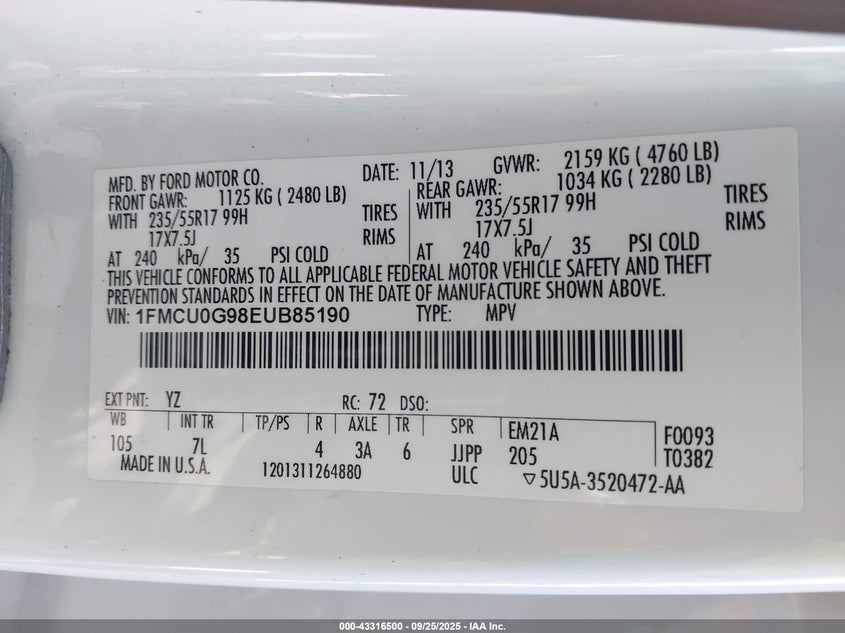 MFD. BY FORD MOTOR CO. DATE: 11/13 GVWR: 2159 KG ( 4760 LB)
FRONT GAWR: 1125 KG ( 2480 LB) REAR GAWR: 1034 KG ( 2280 LB)
WITH 235/55R17 99H TIRES WITH 235/55R17 99H TIRES
17X7.5J RIMS 17X7.5J RIMS
AT 240 kPa/ 35 PSI COLD AT 240 kPa/ 35 PSI COLD
THIS VEHICLE CONFORMS TO ALL APPLICABLE FEDERAL MOTOR VEHICLE SAFETY AND THEFT
PREVENTION STANDARDS IN EFFECT ON THE DATE OF MANUFACTURE SHOWN ABOVE.
VIN: 1FMCU0G98EUB85190 TYPE: MPV
EXT PNT: YZ RC: 72 DSO:
WB INT TR TP/PS R AXLE TR SPR EM21A F0093
105 7L 4 3A 6 JJPP 205 T0382
MADE IN U.S.A. 1201311264880 ULC ▽5U5A-3520472-AA
000-43316500 - 09/25/2025 - IAA Inc.